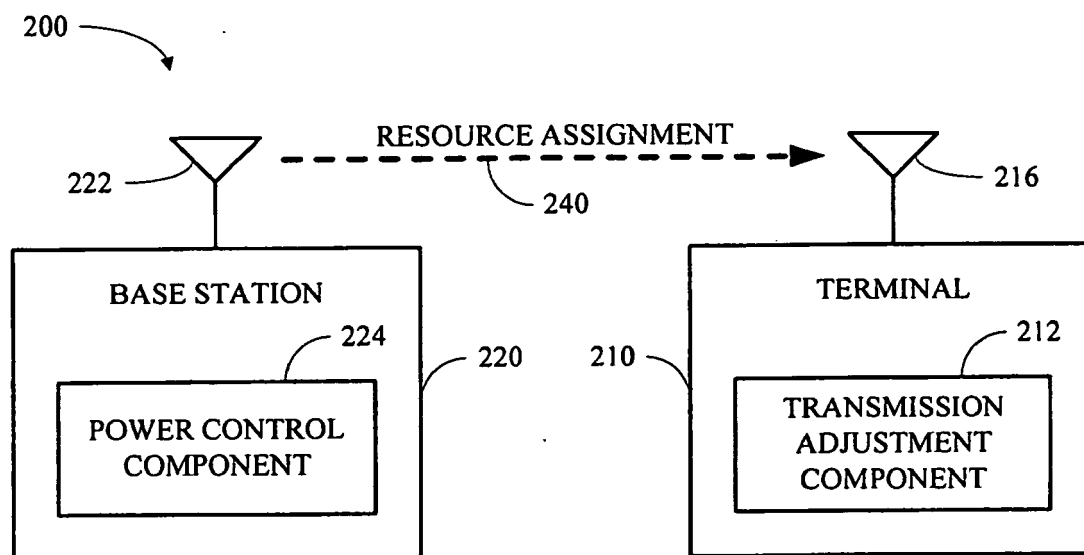 200
RESOURCE ASSIGNMENT
222
240
216
BASE STATION
TERMINAL
224
220
210
212
POWER CONTROL
COMPONENT
TRANSMISSION
ADJUSTMENT
COMPONENT